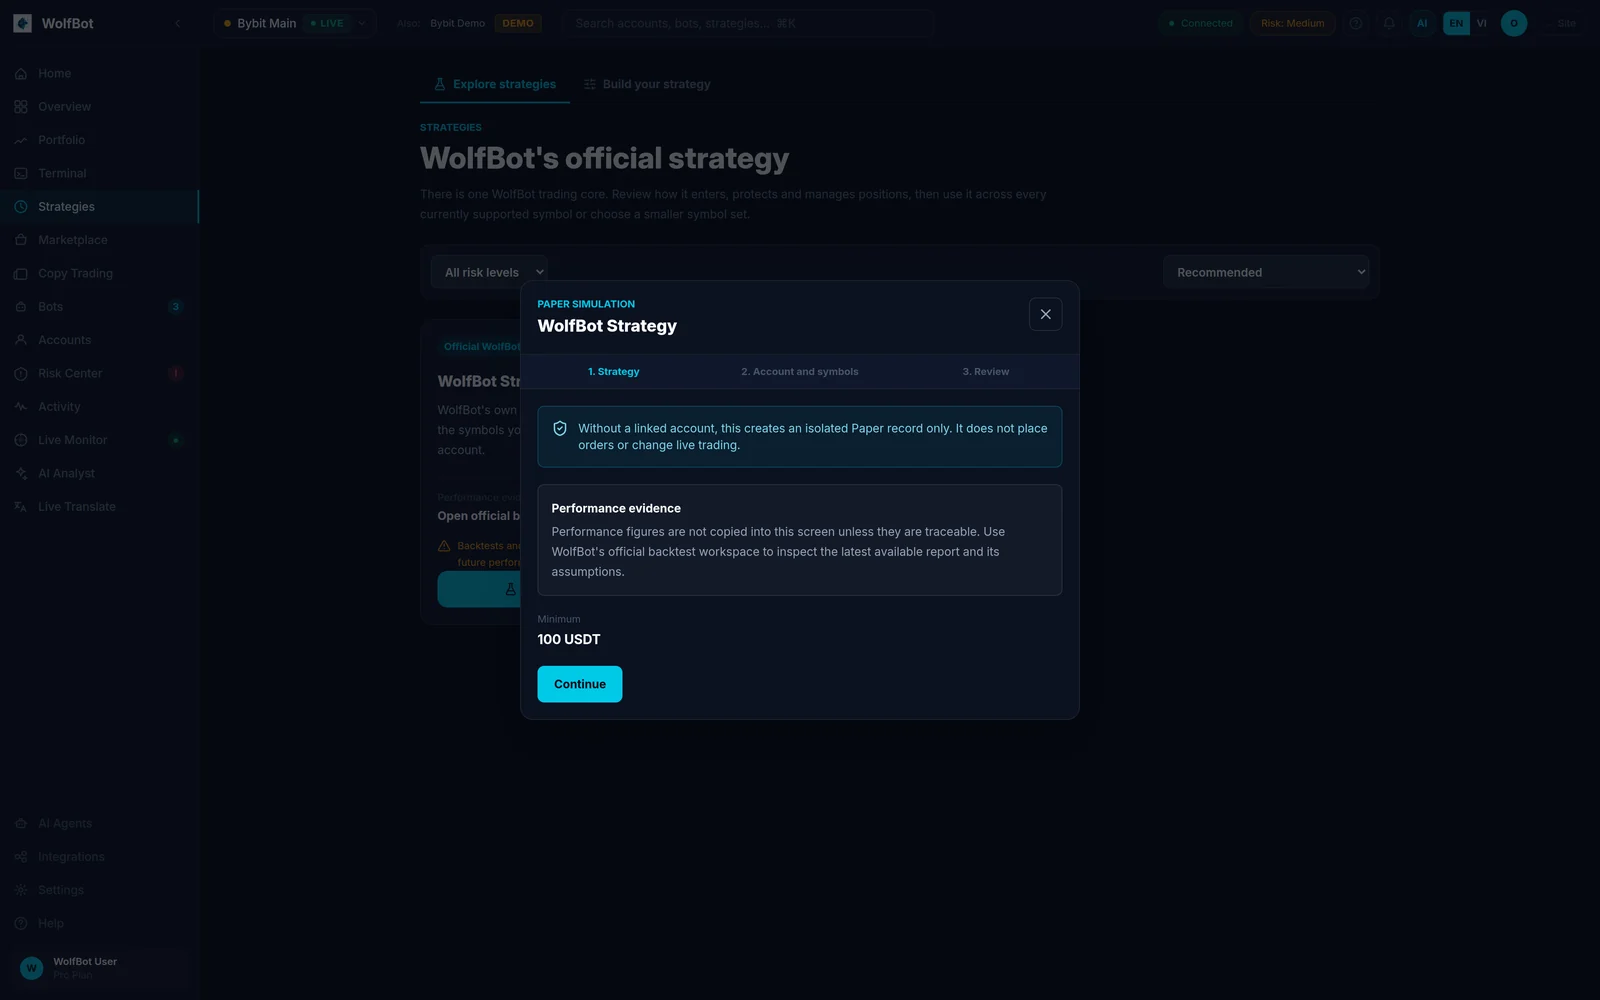 WolfBot
Bybit Main
LIVE
Also:
Bybit Demo
DEMO
Search accounts, bots, strategies... ⌘K
Connected
Risk: Medium
AI
EN
VI
D
Site
Home
Overview
Portfolio
Terminal
Strategies
Marketplace
Copy Trading
Bots
3
Accounts
Risk Center
!
Activity
Live Monitor
AI Analyst
Live Translate
AI Agents
Integrations
Settings
Help
W
WolfBot User
Pro Plan
Explore strategies
Build your strategy
STRATEGIES
WolfBot's official strategy
There is one WolfBot trading core. Review how it enters, protects and manages positions, then use it across every
currently supported symbol or choose a smaller symbol set.
All risk levels
Recommended
Official WolfBot
WolfBot Str
WolfBot's own
the symbols yo
account.
Performance evid
Open official b
Backtests and
future perform
PAPER SIMULATION
WolfBot Strategy
1. Strategy
2. Account and symbols
3. Review
Without a linked account, this creates an isolated Paper record only. It does not place
orders or change live trading.
Performance evidence
Performance figures are not copied into this screen unless they are traceable. Use
WolfBot's official backtest workspace to inspect the latest available report and its
assumptions.
Minimum
100 USDT
Continue